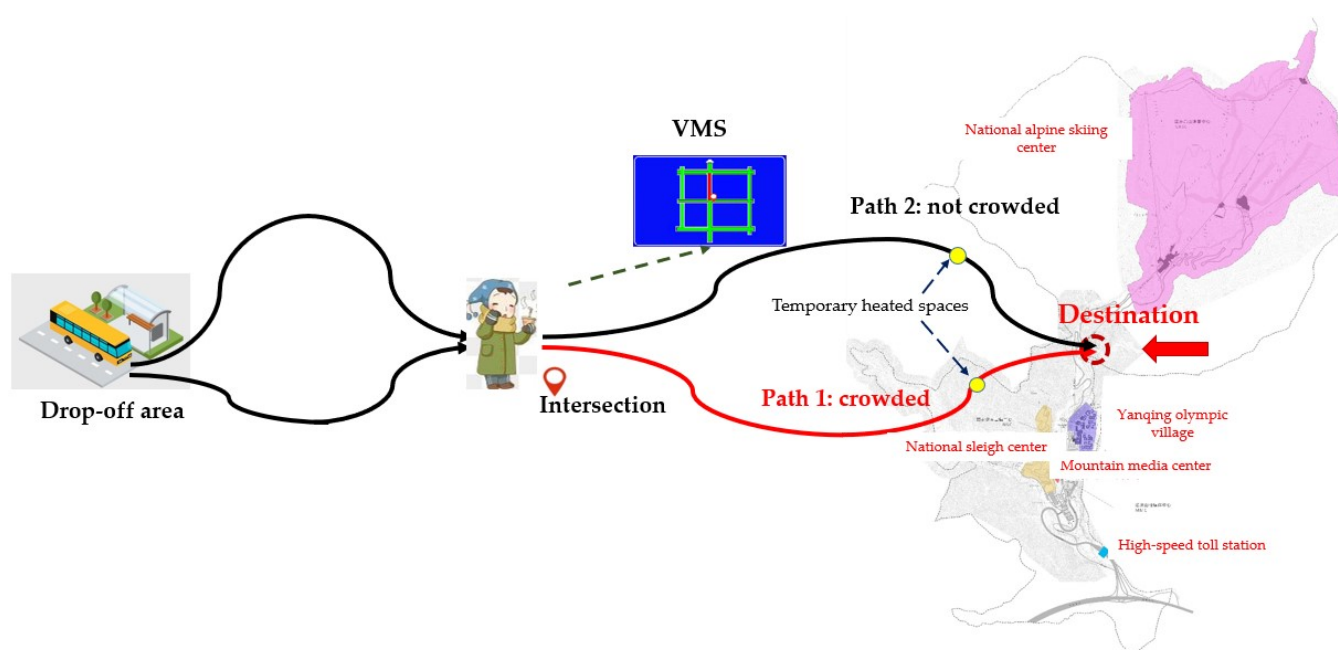 VMS
National alpine skiing
center
Path 2: not crowded
Temporary heated spaces
Destination
Drop-off area
Intersection
Path 1: crowded
Yanqing olympic
village
National sleigh center
Mountain media center
High-speed toll station